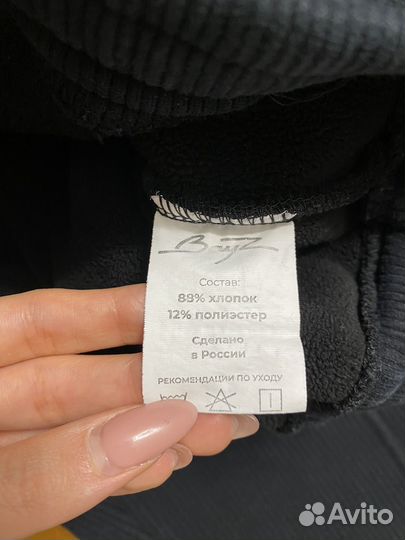 Состав:
88% хлопок
12% полиэстер
Сделано
в России
РЕКОМЕНДАЦИИ ПО УХОДУ
Avito